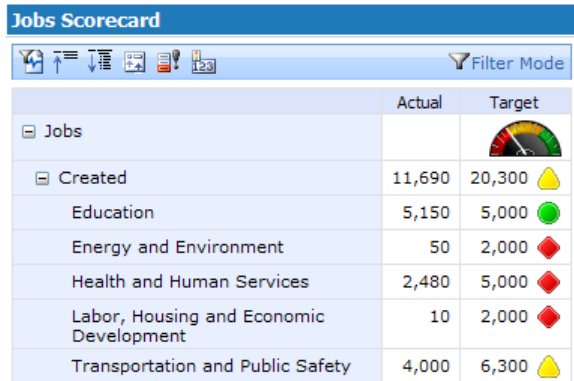 Jobs Scorecard
123
Filter Mode
Actual Target
Jobs
Created 11,690 20,300
Education 5,150 5,000
Energy and Environment 50 2,000
Health and Human Services 2,480 5,000
Labor, Housing and Economic
Development 10 2,000
Transportation and Public Safety 4,000 6,300